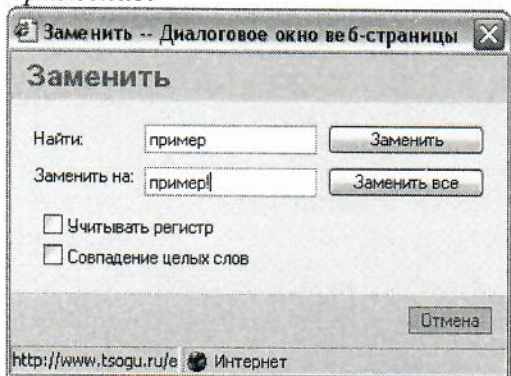 Заменить -- Диалоговое окно веб-страницы
Заменить
Найти: пример Заменить
Заменить на: пример! Заменить все
Учитывать регистр
Совпадение целых слов
Отмена
http://www.tsogu.ru/e Интернет